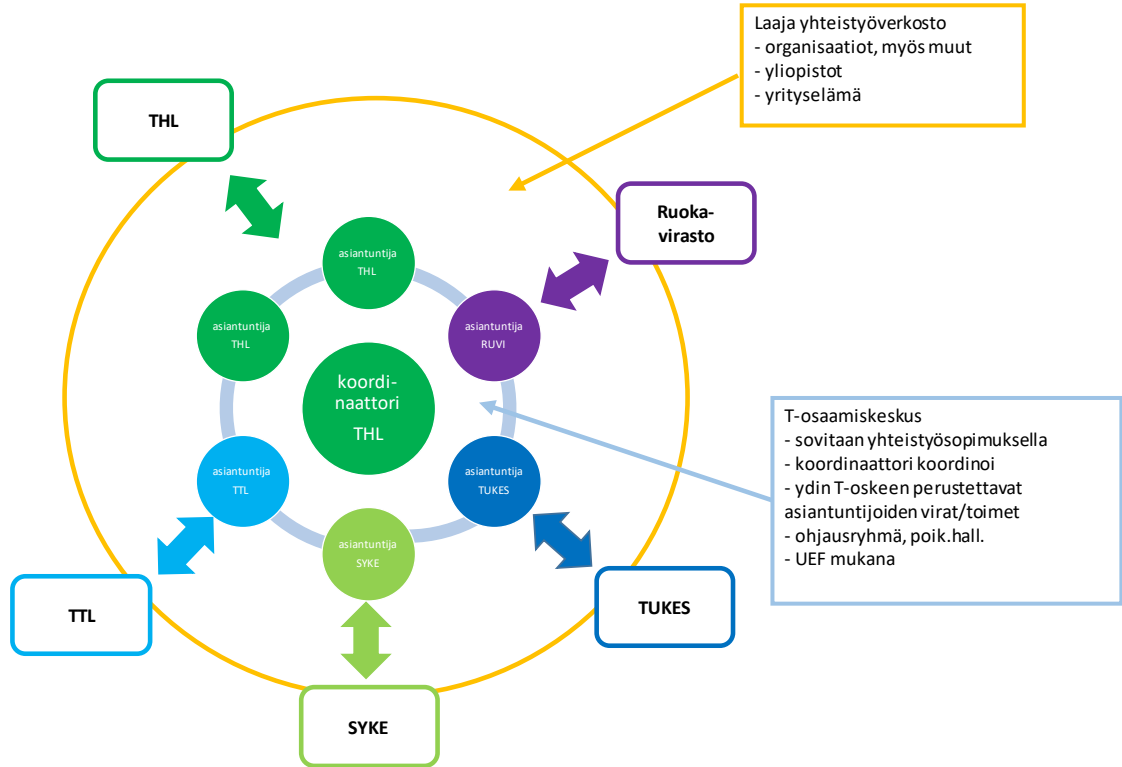 Laaja yhteistyöverkosto
- organisaatiot, myös muut
- yliopistot
- yrityselämä
THL
Ruoka-
virasto
asiantuntija
THL
asiantuntija
THL
asiantuntija
RUVI
koordi-
naattori
THL
T-osaamiskeskus
- sovitaan yhteistyösopimuksella
- koordinaattori koordinoi
- ydin T-oskeen perustettavat
asiantuntijoiden virat/toimet
- ohjausryhmä, poik.hall.
- UEF mukana
asiantuntija
TTL
asiantuntija
TUKES
asiantuntija
SYKE
TTL
TUKES
SYKE